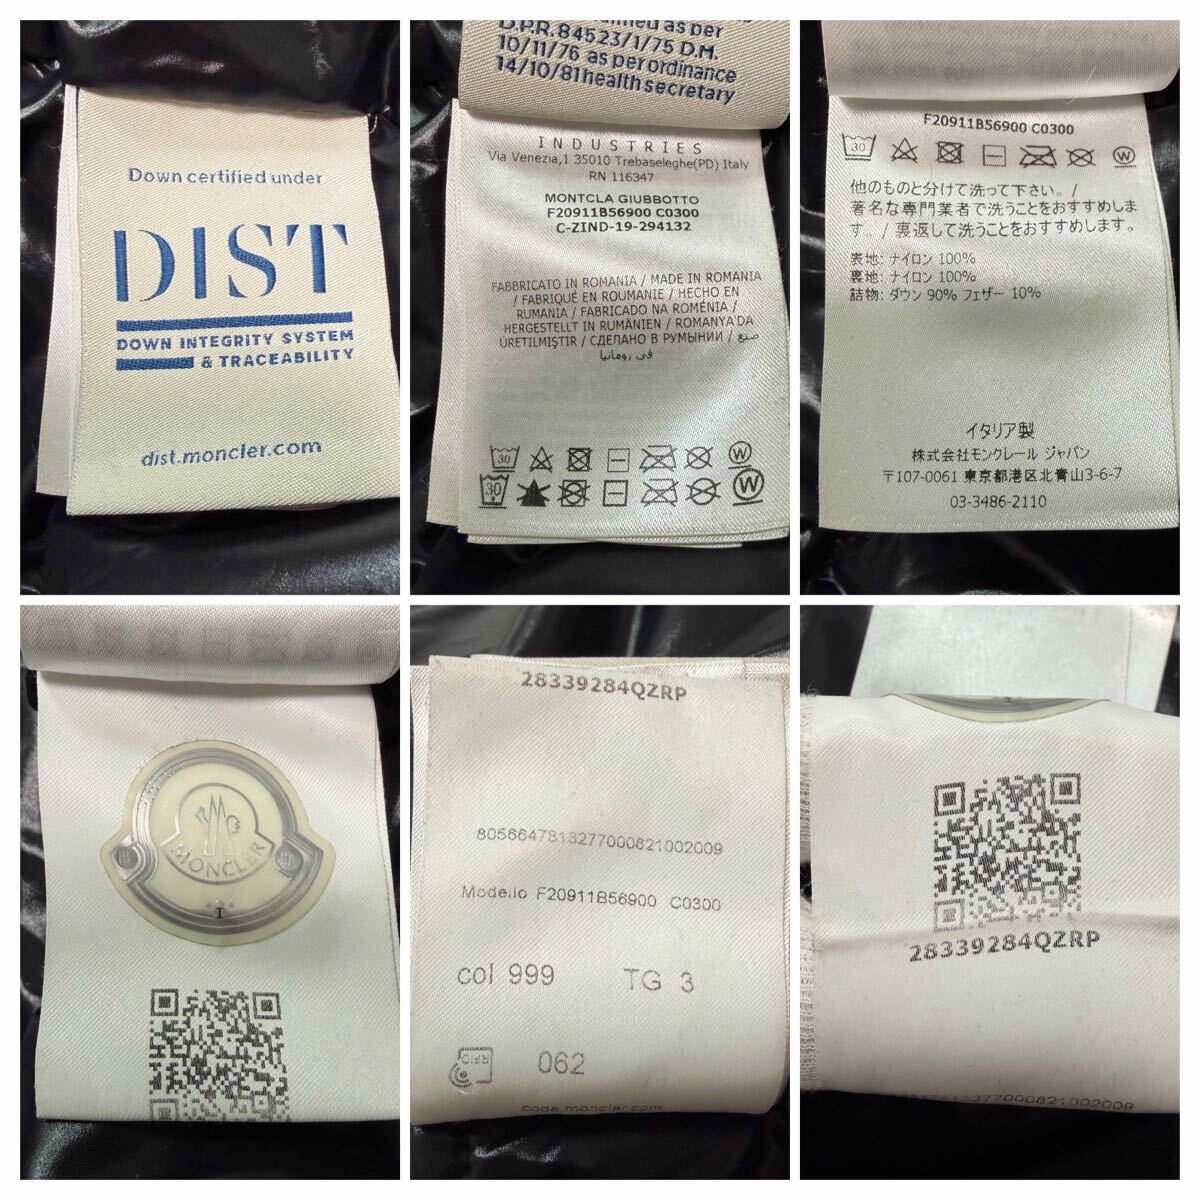 Down certified under
DIST
DOWN INTEGRITY SYSTEM
& TRACEABILITY
dist.moncler.com
as per
D.P.R. 84523/1/75 D.M.
10/11/76 as per ordinance
14/10/81 health secretary
INDUSTRIES
Via Venezia,1 35010 Trebaseleghe(PD) Italy
RN 116347
MONTCLA GIUBBOTTO
F20911B56900 C0300
C-ZIND-19-294132
FABBRICATO IN ROMANIA / MADE IN ROMANIA
/ FABRIQUÉ EN ROUMANIE / HECHO EN
RUMANIA / FABRICADO NA ROMÉNIA /
HERGESTELLT IN RUMÄNIEN / ROMANYA'DA
ÜRETILMIŞTIR / СДЕЛАНО В РУМЫНИИ / صنع
في رومانيا
30 W
30 W
F20911B56900 C0300
30 W
他のものと分けて洗って下さい。/
著名な専門業者で洗うことをおすすめしま
す。/ 裏返して洗うことをおすすめします。
表地: ナイロン 100%
裏地: ナイロン 100%
詰物: ダウン 90% フェザー 10%
イタリア製
株式会社モンクレール ジャパン
〒107-0061 東京都港区北青山3-6-7
03-3486-2110
MONCLER
I
28339284QZRP
8056647813277000621002009
Modello F20911B56900 C0300
col 999 TG 3
RFID 062
code.moncler.com
28339284QZRP